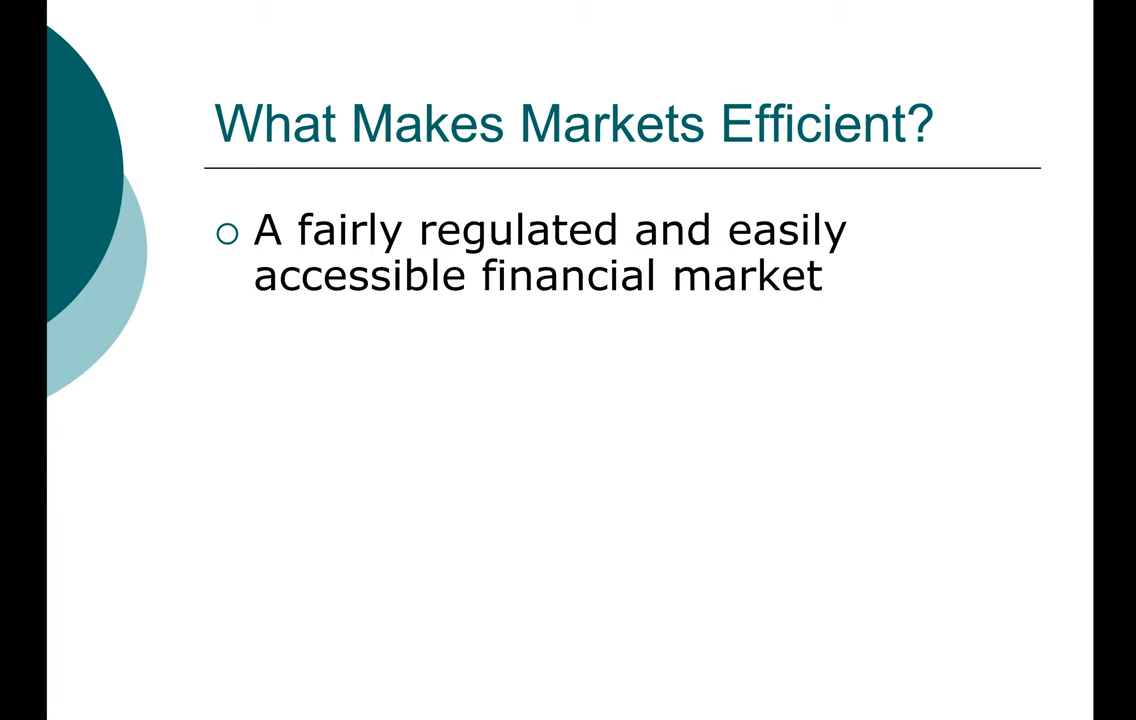 What Makes Markets Efficient?
A fairly regulated and easily
accessible financial market